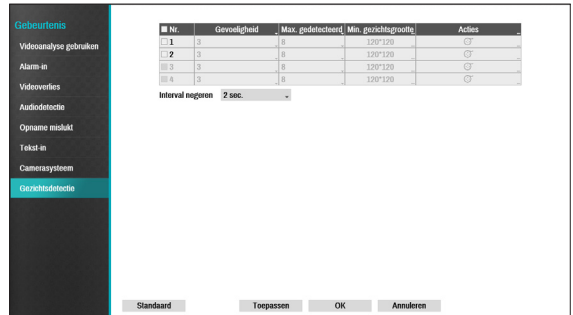 Gebeurtenis
Videoanalyse gebruiken
Alarm-in
Videoverlies
Audiodetectie
Opname mislukt
Tekst-in
Camerasysteem
Gezichtsdetectie
Nr. Gevoeligheid Max. gedetecteerd Min. gezichtsgrootte Acties
1 3 8 120*120
2 3 8 120*120
3 3 8 120*120
4 3 8 120*120
Interval negeren 2 sec.
Standaard Toepassen OK Annuleren